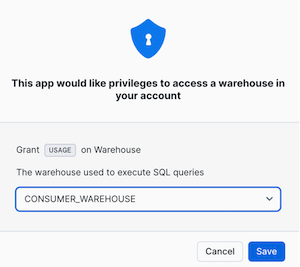 This app would like privileges to access a warehouse in
your account
Grant USAGE on Warehouse
The warehouse used to execute SQL queries
CONSUMER_WAREHOUSE
Cancel Save